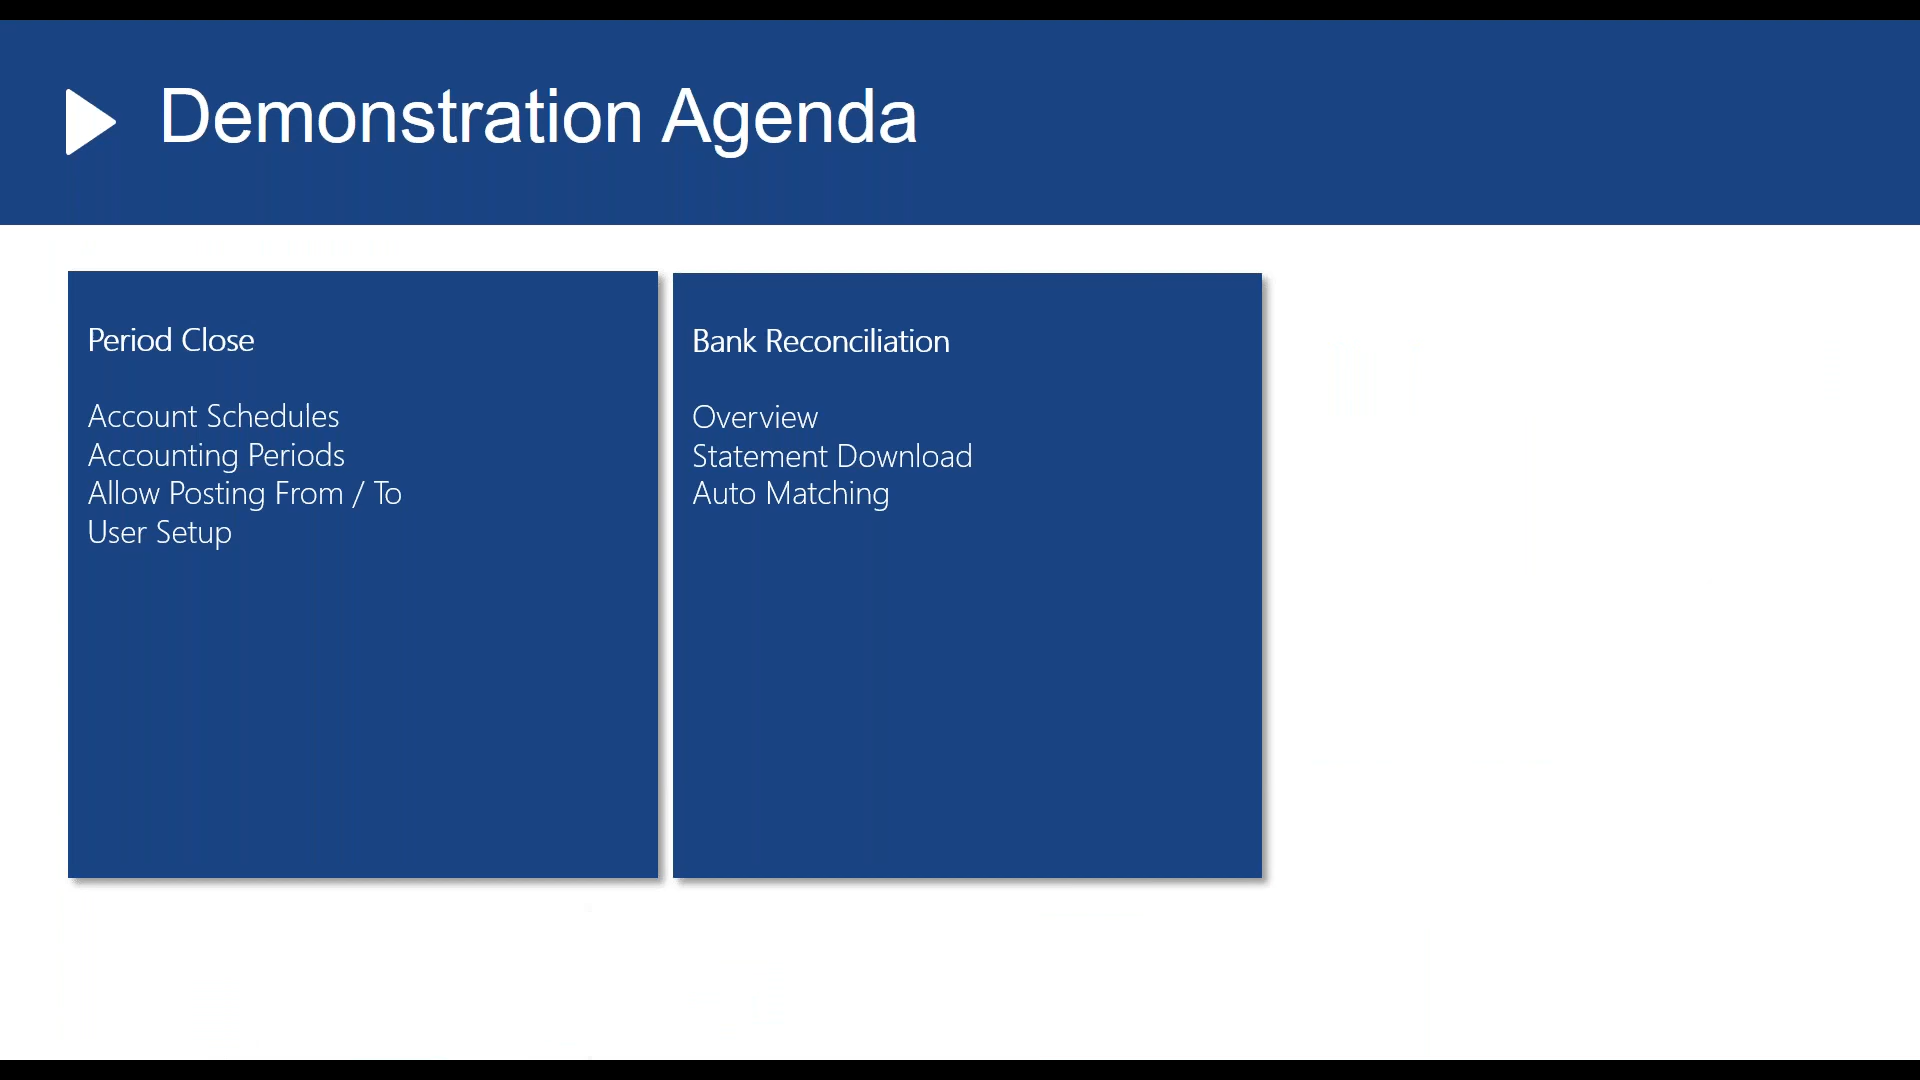 Demonstration Agenda
Period Close
Account Schedules
Accounting Periods
Allow Posting From / To
User Setup
Bank Reconciliation
Overview
Statement Download
Auto Matching